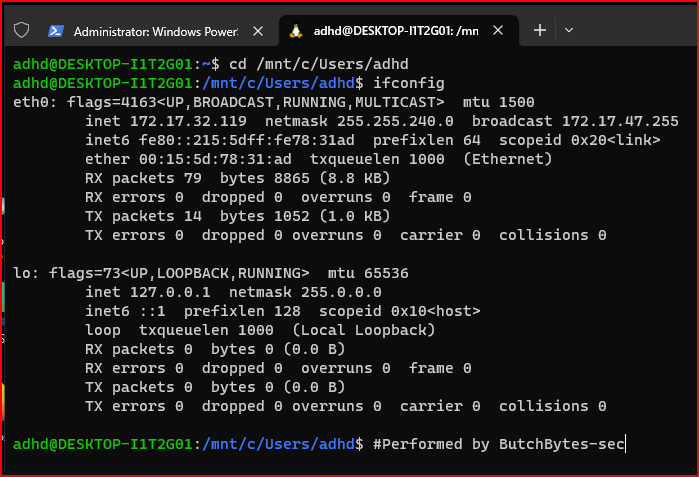 Administrator: Windows Power
adhd@DESKTOP-I1T2G01: /mn
adhd@DESKTOP-I1T2G01:~$ cd /mnt/c/Users/adhd
adhd@DESKTOP-I1T2G01:/mnt/c/Users/adhd$ ifconfig
eth0: flags=4163<UP,BROADCAST,RUNNING,MULTICAST>  mtu 1500
        inet 172.17.32.119  netmask 255.255.240.0  broadcast 172.17.47.255
        inet6 fe80::215:5dff:fe78:31ad  prefixlen 64  scopeid 0x20<link>
        ether 00:15:5d:78:31:ad  txqueuelen 1000  (Ethernet)
        RX packets 79  bytes 8865 (8.8 KB)
        RX errors 0  dropped 0  overruns 0  frame 0
        TX packets 14  bytes 1052 (1.0 KB)
        TX errors 0  dropped 0 overruns 0  carrier 0  collisions 0
lo: flags=73<UP,LOOPBACK,RUNNING>  mtu 65536
        inet 127.0.0.1  netmask 255.0.0.0
        inet6 ::1  prefixlen 128  scopeid 0x10<host>
        loop  txqueuelen 1000  (Local Loopback)
        RX packets 0  bytes 0 (0.0 B)
        RX errors 0  dropped 0  overruns 0  frame 0
        TX packets 0  bytes 0 (0.0 B)
        TX errors 0  dropped 0 overruns 0  carrier 0  collisions 0
adhd@DESKTOP-I1T2G01:/mnt/c/Users/adhd$ #Performed by ButchBytes-sec